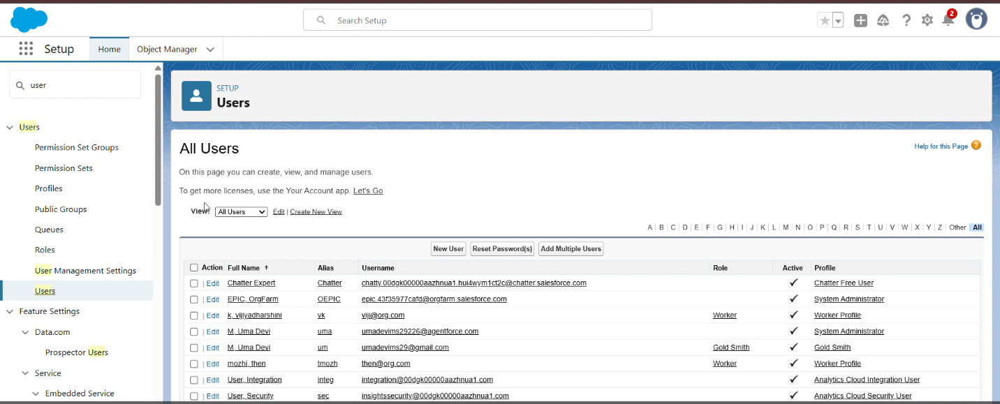 Search Setup
2
Setup
Home
Object Manager
user
Users
Permission Set Groups
Permission Sets
Profiles
Public Groups
Queues
Roles
User Management Settings
Users
Feature Settings
Data.com
Prospector Users
Service
Embedded Service
SETUP
Users
All Users
Help for this Page ?
On this page you can create, view, and manage users.
To get more licenses, use the Your Account app. Let's Go
View: All Users Edit | Create New View
A | B | C | D | E | F | G | H | I | J | K | L | M | N | O | P | Q | R | S | T | U | V | W | X | Y | Z | Other | All
New User Reset Password(s) Add Multiple Users
Action Full Name ↑ Alias Username Role Active Profile
| Edit Chatter Expert Chatter chatty.00dgk00000aazhnua1.hui4wym1ct2c@chatter.salesforce.com ✓ Chatter Free User
| Edit EPIC, OrgFarm OEPIC epic.43f35977cafd@orgfarm.salesforce.com ✓ System Administrator
| Edit k, vijiyadharshini vk viji@org.com Worker ✓ Worker Profile
| Edit M, Uma Devi uma umadevims29226@agentforce.com ✓ System Administrator
| Edit M, Uma Devi um umadevims29@gmail.com Gold Smith ✓ Gold Smith
| Edit mozhi, then tmozh then@org.com Worker ✓ Worker Profile
| Edit User, Integration integ integration@00dgk00000aazhnua1.com ✓ Analytics Cloud Integration User
| Edit User, Security sec insightssecurity@00dgk00000aazhnua1.com ✓ Analytics Cloud Security User